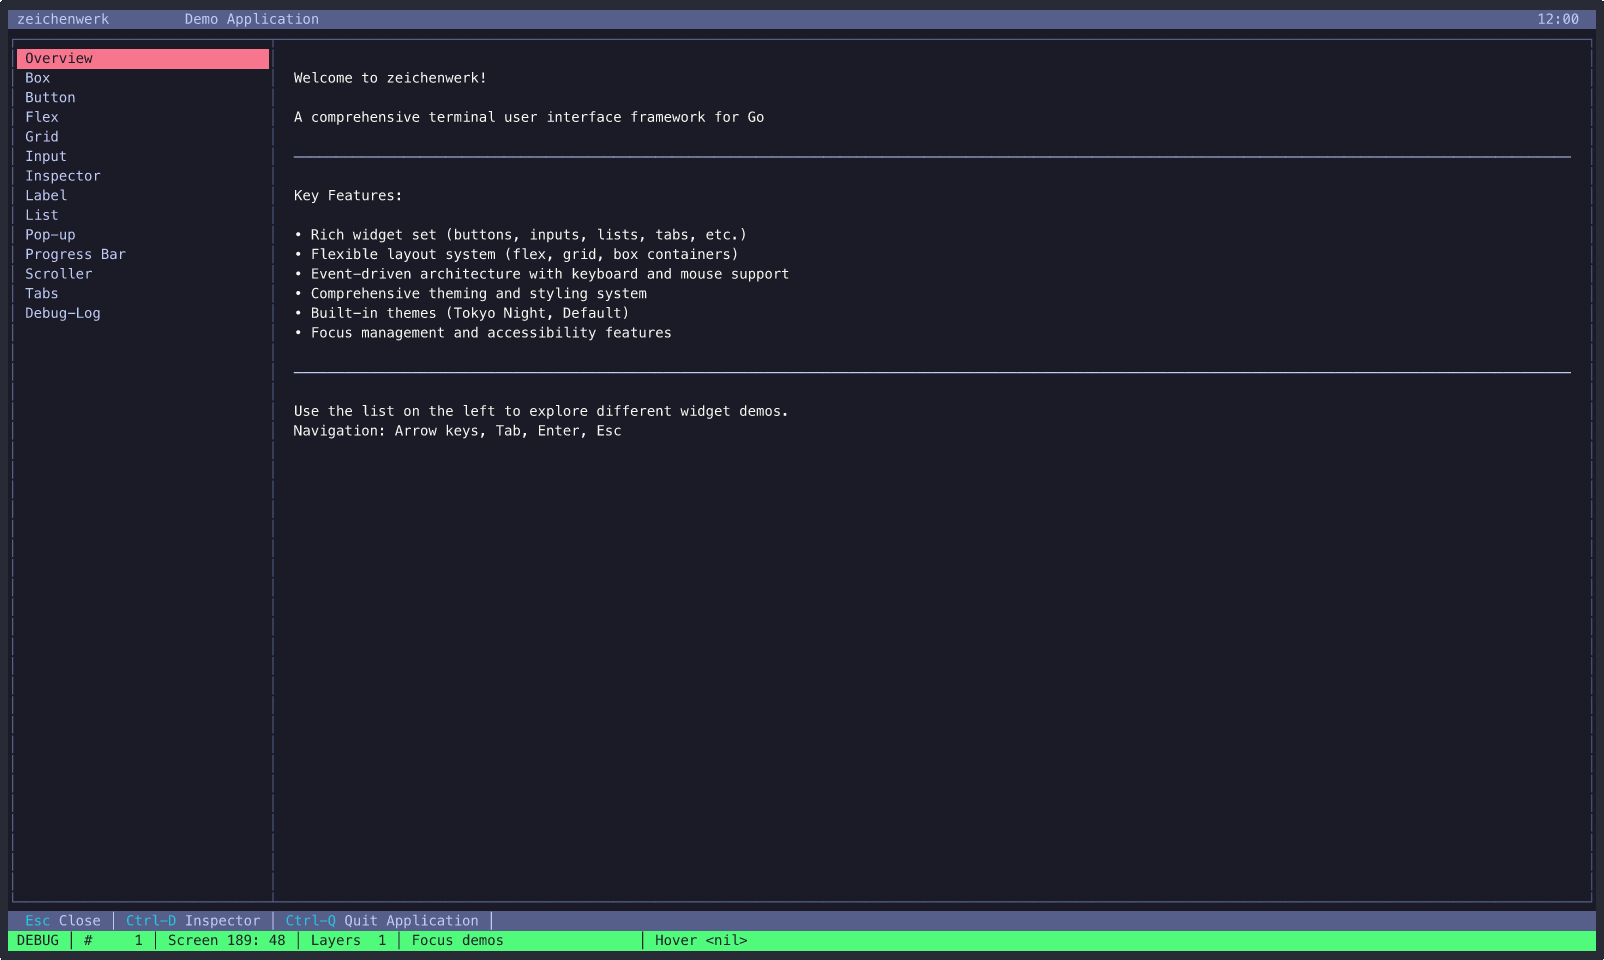 zeichenwerk Demo Application 12:00
Overview
Box
Button
Flex
Grid
Input
Inspector
Label
List
Pop-up
Progress Bar
Scroller
Tabs
Debug-Log
Welcome to zeichenwerk!
A comprehensive terminal user interface framework for Go
Key Features:
• Rich widget set (buttons, inputs, lists, tabs, etc.)
• Flexible layout system (flex, grid, box containers)
• Event-driven architecture with keyboard and mouse support
• Comprehensive theming and styling system
• Built-in themes (Tokyo Night, Default)
• Focus management and accessibility features
Use the list on the left to explore different widget demos.
Navigation: Arrow keys, Tab, Enter, Esc
Esc Close │ Ctrl-D Inspector │ Ctrl-Q Quit Application │
DEBUG │ # 1 │ Screen 189: 48 │ Layers 1 │ Focus demos │ Hover <nil>